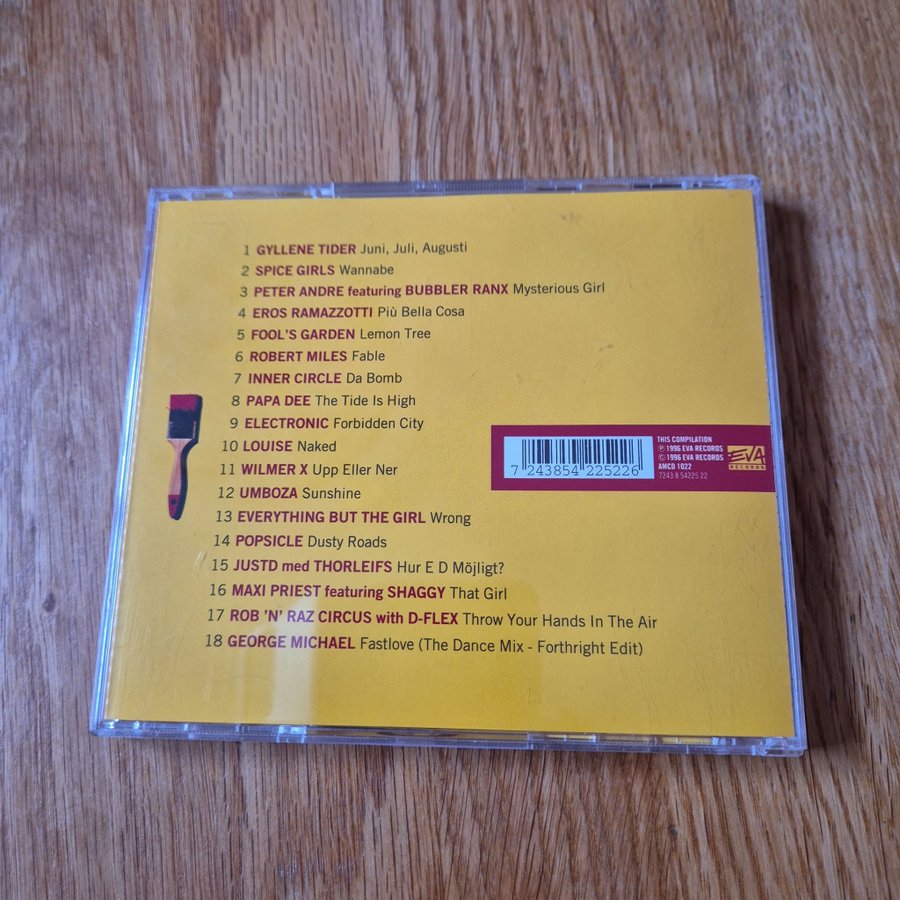 1 GYLLENE TIDER Juni, Juli, Augusti
2 SPICE GIRLS Wannabe
3 PETER ANDRE featuring BUBBLER RANX Mysterious Girl
4 EROS RAMAZZOTTI Più Bella Cosa
5 FOOL'S GARDEN Lemon Tree
6 ROBERT MILES Fable
7 INNER CIRCLE Da Bomb
8 PAPA DEE The Tide Is High
9 ELECTRONIC Forbidden City
10 LOUISE Naked
11 WILMER X Upp Eller Ner
12 UMBOZA Sunshine
13 EVERYTHING BUT THE GIRL Wrong
14 POPSICLE Dusty Roads
15 JUSTD med THORLEIFS Hur E D Möjligt?
16 MAXI PRIEST featuring SHAGGY That Girl
17 ROB 'N' RAZ CIRCUS with D-FLEX Throw Your Hands In The Air
18 GEORGE MICHAEL Fastlove (The Dance Mix - Forthright Edit)
7 243854 225226
THIS COMPILATION
℗ 1996 EVA RECORDS
© 1996 EVA RECORDS
AMCD 1022
7243 8 54225 22
EVA
RECORDS